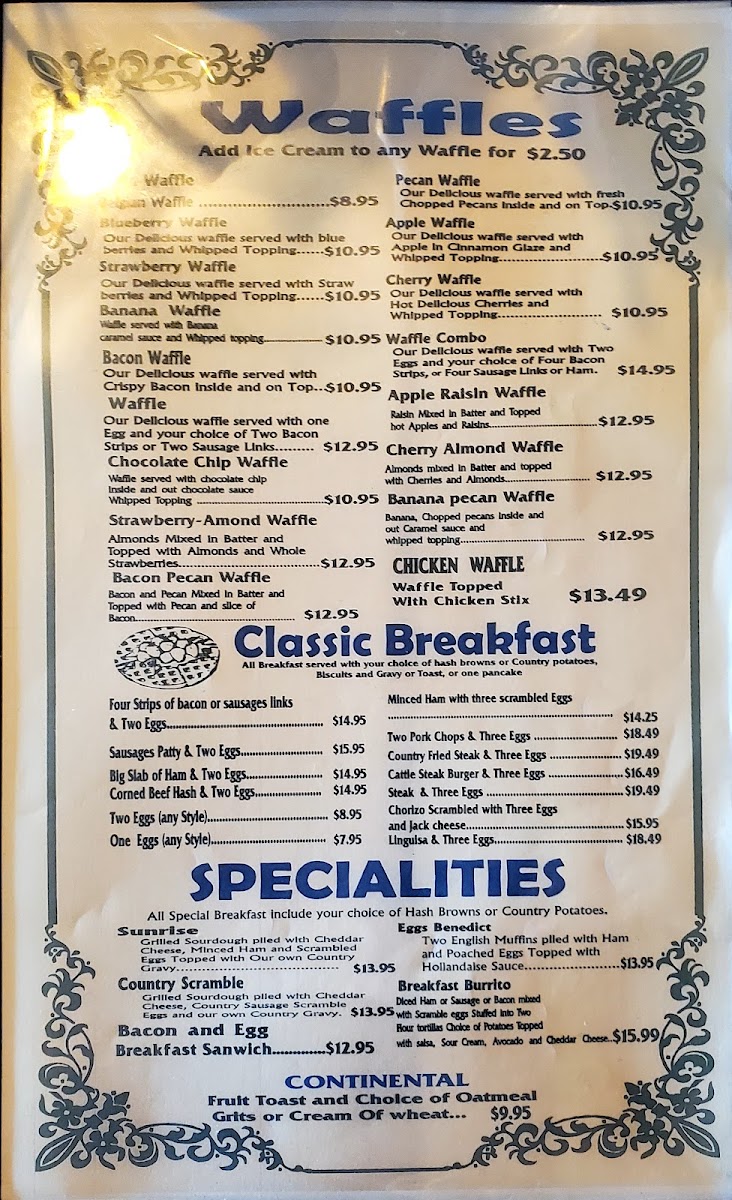 Waffles
Add Ice Cream to any Waffle for $2.50
Waffle
Belgian Waffle ..............................$8.95
Blueberry Waffle
Our Delicious waffle served with blue
berries and Whipped Topping......$10.95
Strawberry Waffle
Our Delicious waffle served with Straw
berries and Whipped Topping......$10.95
Banana Waffle
Waffle served with Banana
caramel sauce and Whipped topping.................... $10.95
Bacon Waffle
Our Delicious waffle served with
Crispy Bacon Inside and on Top..$10.95
Waffle
Our Delicious waffle served with one
Egg and your choice of Two Bacon
Strips or Two Sausage Links......... $12.95
Chocolate Chip Waffle
Waffle served with chocolate chip
Inside and out chocolate sauce
Whipped Topping ..............................$10.95
Strawberry-Amond Waffle
Almonds Mixed In Batter and
Topped with Almonds and Whole
Strawberries...................................$12.95
Bacon Pecan Waffle
Bacon and Pecan Mixed In Batter and
Topped with Pecan and slice of
Bacon....................................... $12.95
Pecan Waffle
Our Delicious waffle served with fresh
Chopped Pecans Inside and on Top.$10.95
Apple Waffle
Our Delicious waffle served with
Apple In Cinnamon Glaze and
Whipped Topping...........................$10.95
Cherry Waffle
Our Delicious waffle served with
Hot Delicious Cherries and
Whipped Topping........................... $10.95
Waffle Combo
Our Delicious waffle served with Two
Eggs and your choice of Four Bacon
Strips, or Four Sausage Links or Ham. $14.95
Apple Raisin Waffle
Raisin Mixed In Batter and Topped
hot Apples and Raisins...........................$12.95
Cherry Almond Waffle
Almonds mixed in Batter and topped
with Cherries and Almonds........................ $12.95
Banana pecan Waffle
Banana, Chopped pecans Inside and
out Caramel sauce and
whipped topping................................... $12.95
CHICKEN WAFFLE
Waffle Topped
With Chicken Stix $13.49
Classic Breakfast
All Breakfast served with your choice of hash browns or Country potatoes,
Biscuits and Gravy or Toast, or one pancake
Four Strips of bacon or sausages links
& Two Eggs.................................................. $14.95
Sausages Patty & Two Eggs.......................... $15.95
Big Slab of Ham & Two Eggs........................ $14.95
Corned Beef Hash & Two Eggs..................... $14.95
Two Eggs (any Style)...................................... $8.95
One Eggs (any Style)..................................... $7.95
Minced Ham with three scrambled Eggs
........................................................................ $14.25
Two Pork Chops & Three Eggs .......................... $18.49
Country Fried Steak & Three Eggs .......................$19.49
Cattle Steak Burger & Three Eggs ........................$16.49
Steak & Three Eggs ...........................................$19.49
Chorizo Scrambled with Three Eggs
and Jack cheese..................................................$15.95
Linguisa & Three Eggs.........................................$18.49
SPECIALITIES
All Special Breakfast include your choice of Hash Browns or Country Potatoes.
Sunrise
Grilled Sourdough piled with Cheddar
Cheese, Minced Ham and Scrambled
Eggs Topped with Our own Country
Gravy.................................... $13.95
Country Scramble
Grilled Sourdough piled with Cheddar
Cheese, Country Sausage Scramble
Eggs and our own Country Gravy. $13.95
Bacon and Egg
Breakfast Sanwich.............$12.95
Eggs Benedict
Two English Muffins piled with Ham
and Poached Eggs Topped with
Hollandaise Sauce........................$13.95
Breakfast Burrito
Diced Ham or Sausage or Bacon mixed
with Scramble eggs Stuffed Into Two
Flour tortillas Choice of Potatoes Topped
with salsa, Sour Cream, Avocado and Cheddar Cheese..$15.99
CONTINENTAL
Fruit Toast and Choice of Oatmeal
Grits or Cream Of wheat... $9.95